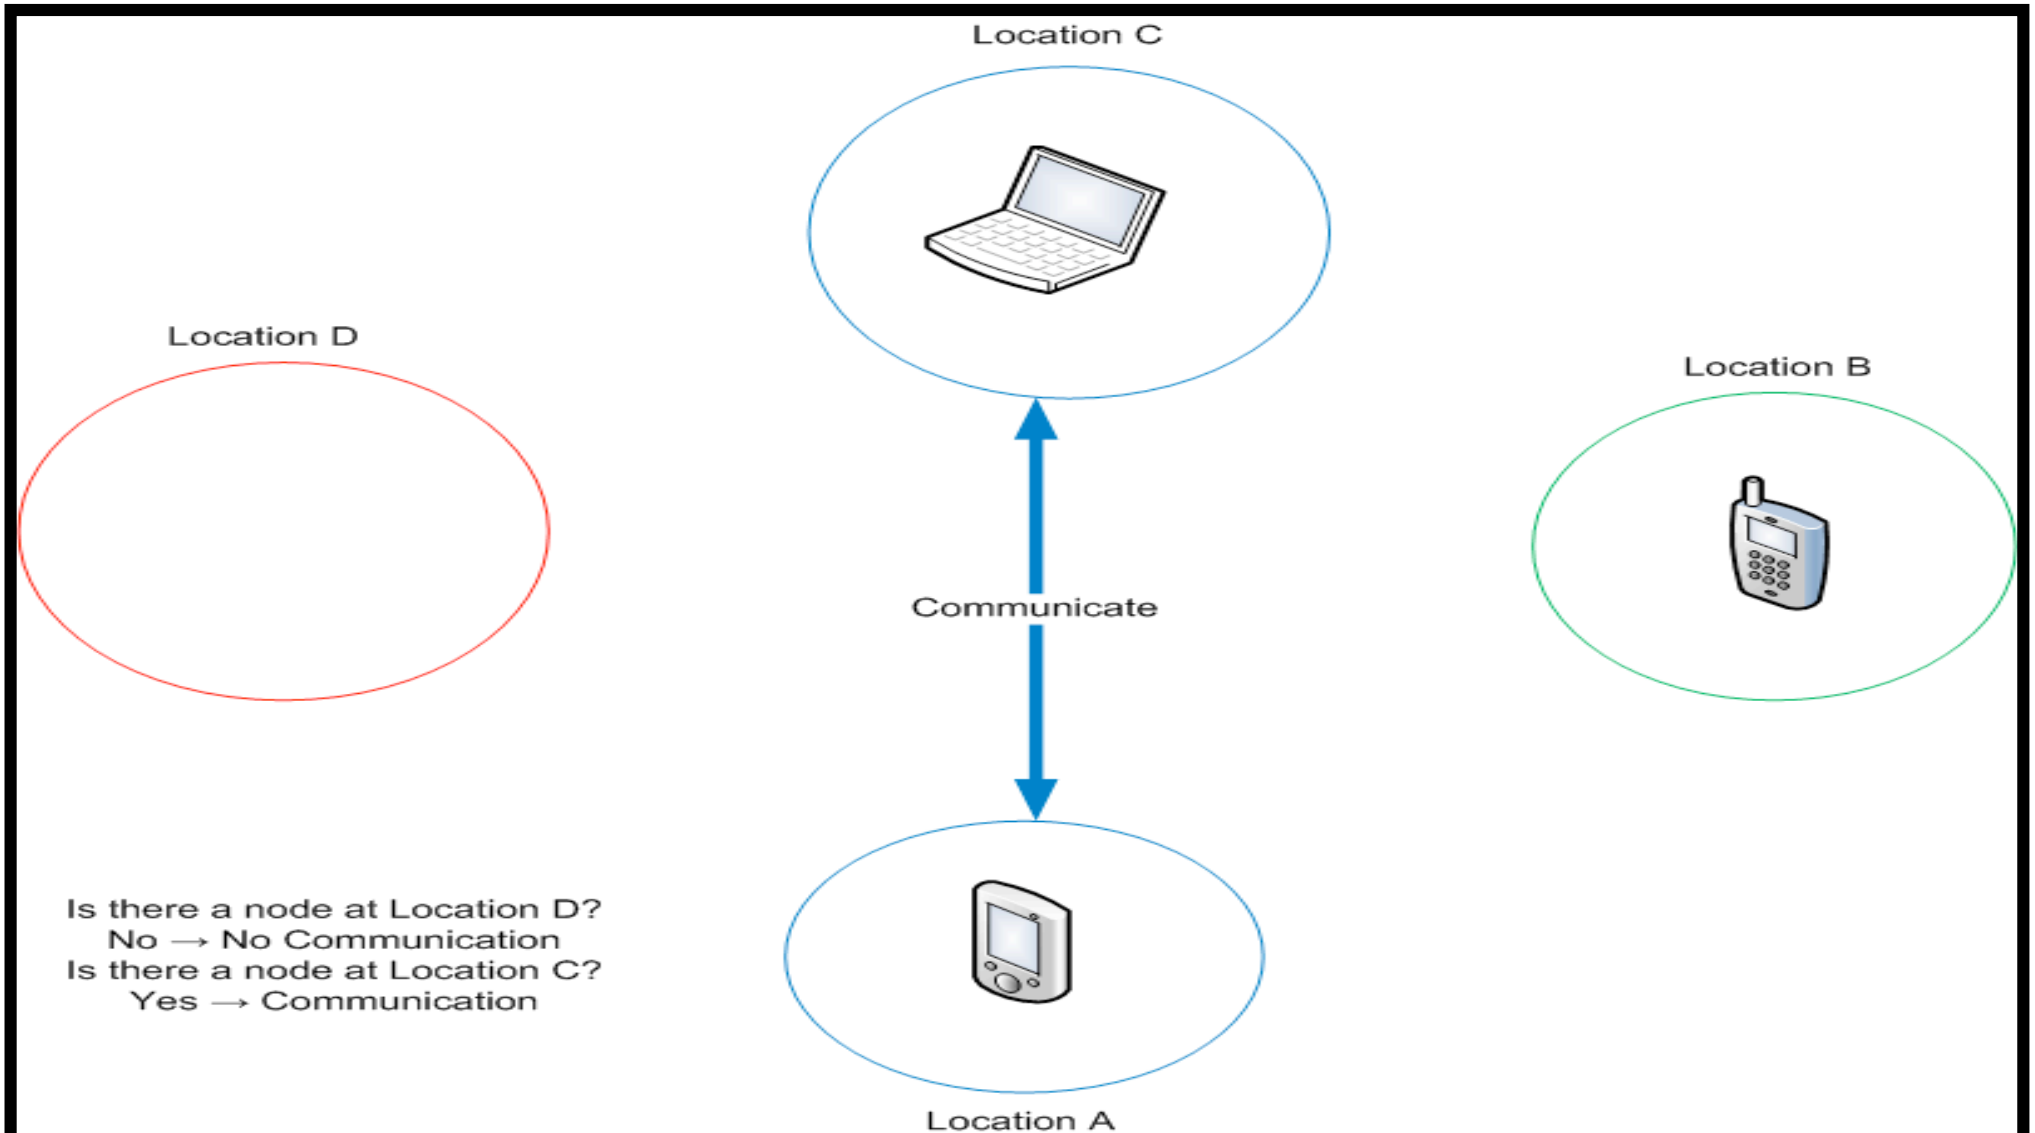 Location C
Location D
Location B
Communicate
Is there a node at Location D?
No → No Communication
Is there a node at Location C?
Yes → Communication
Location A